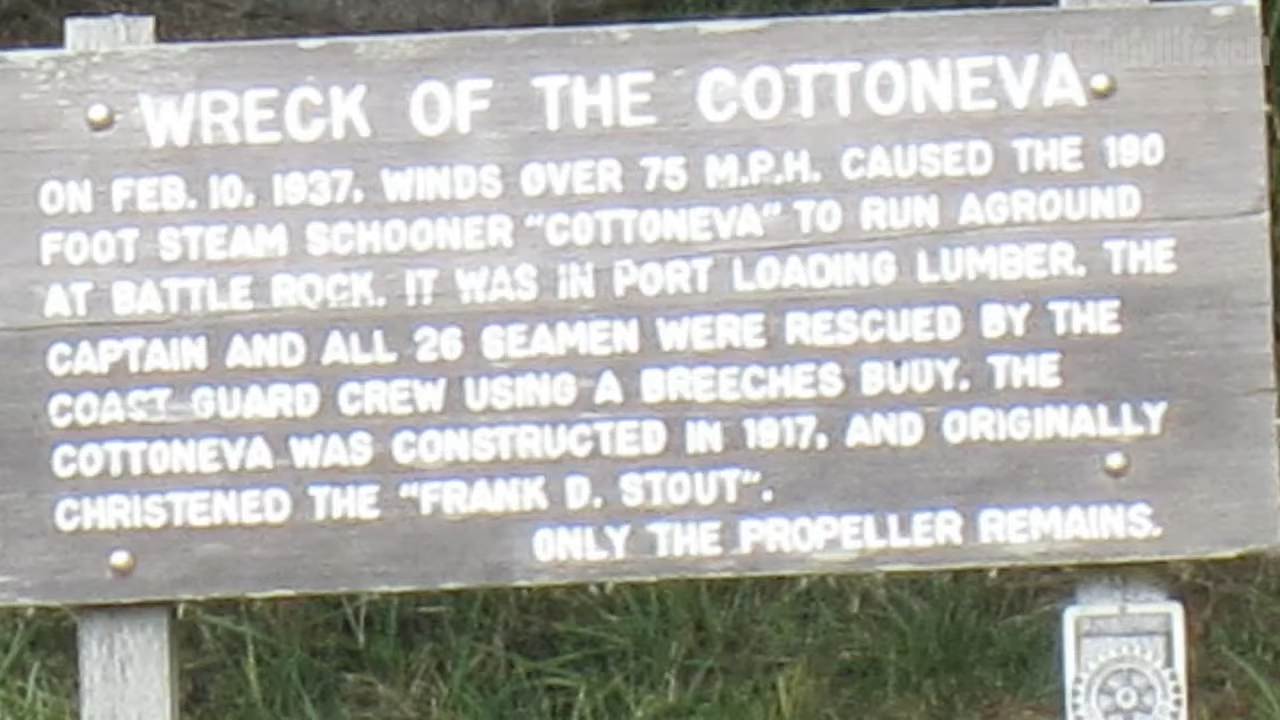 WRECK OF THE COTTONEVA
ON FEB. 10, 1937, WINDS OVER 75 M.P.H. CAUSED THE 190
FOOT STEAM SCHOONER "COTTONEVA" TO RUN AGROUND
AT BATTLE ROCK. IT WAS IN PORT LOADING LUMBER. THE
CAPTAIN AND ALL 26 SEAMEN WERE RESCUED BY THE
COAST GUARD CREW USING A BREECHES BUOY. THE
COTTONEVA WAS CONSTRUCTED IN 1917, AND ORIGINALLY
CHRISTENED THE "FRANK D. STOUT".
ONLY THE PROPELLER REMAINS.